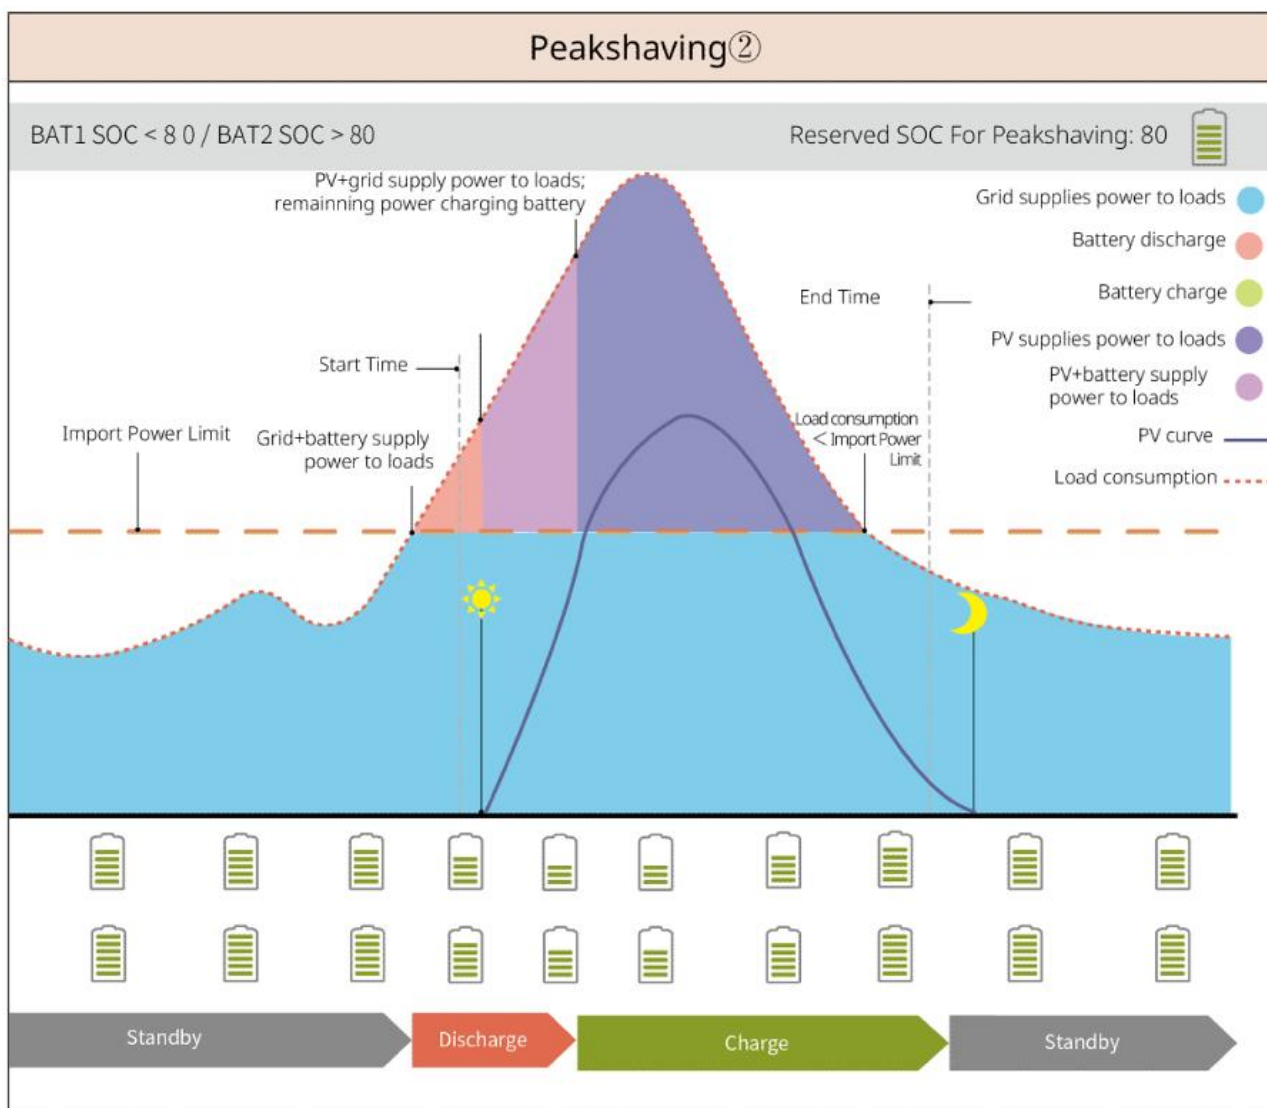 Peakshaving②
BAT1 SOC < 8 0 / BAT2 SOC > 80
Reserved SOC For Peakshaving: 80
PV+grid supply power to loads;
remainning power charging battery
Grid supplies power to loads
Battery discharge
Battery charge
PV supplies power to loads
PV+battery supply
power to loads
PV curve
Load consumption
End Time
Start Time
Import Power Limit
Grid+battery supply
power to loads
Load consumption
< Import Power
Limit
Standby
Discharge
Charge
Standby